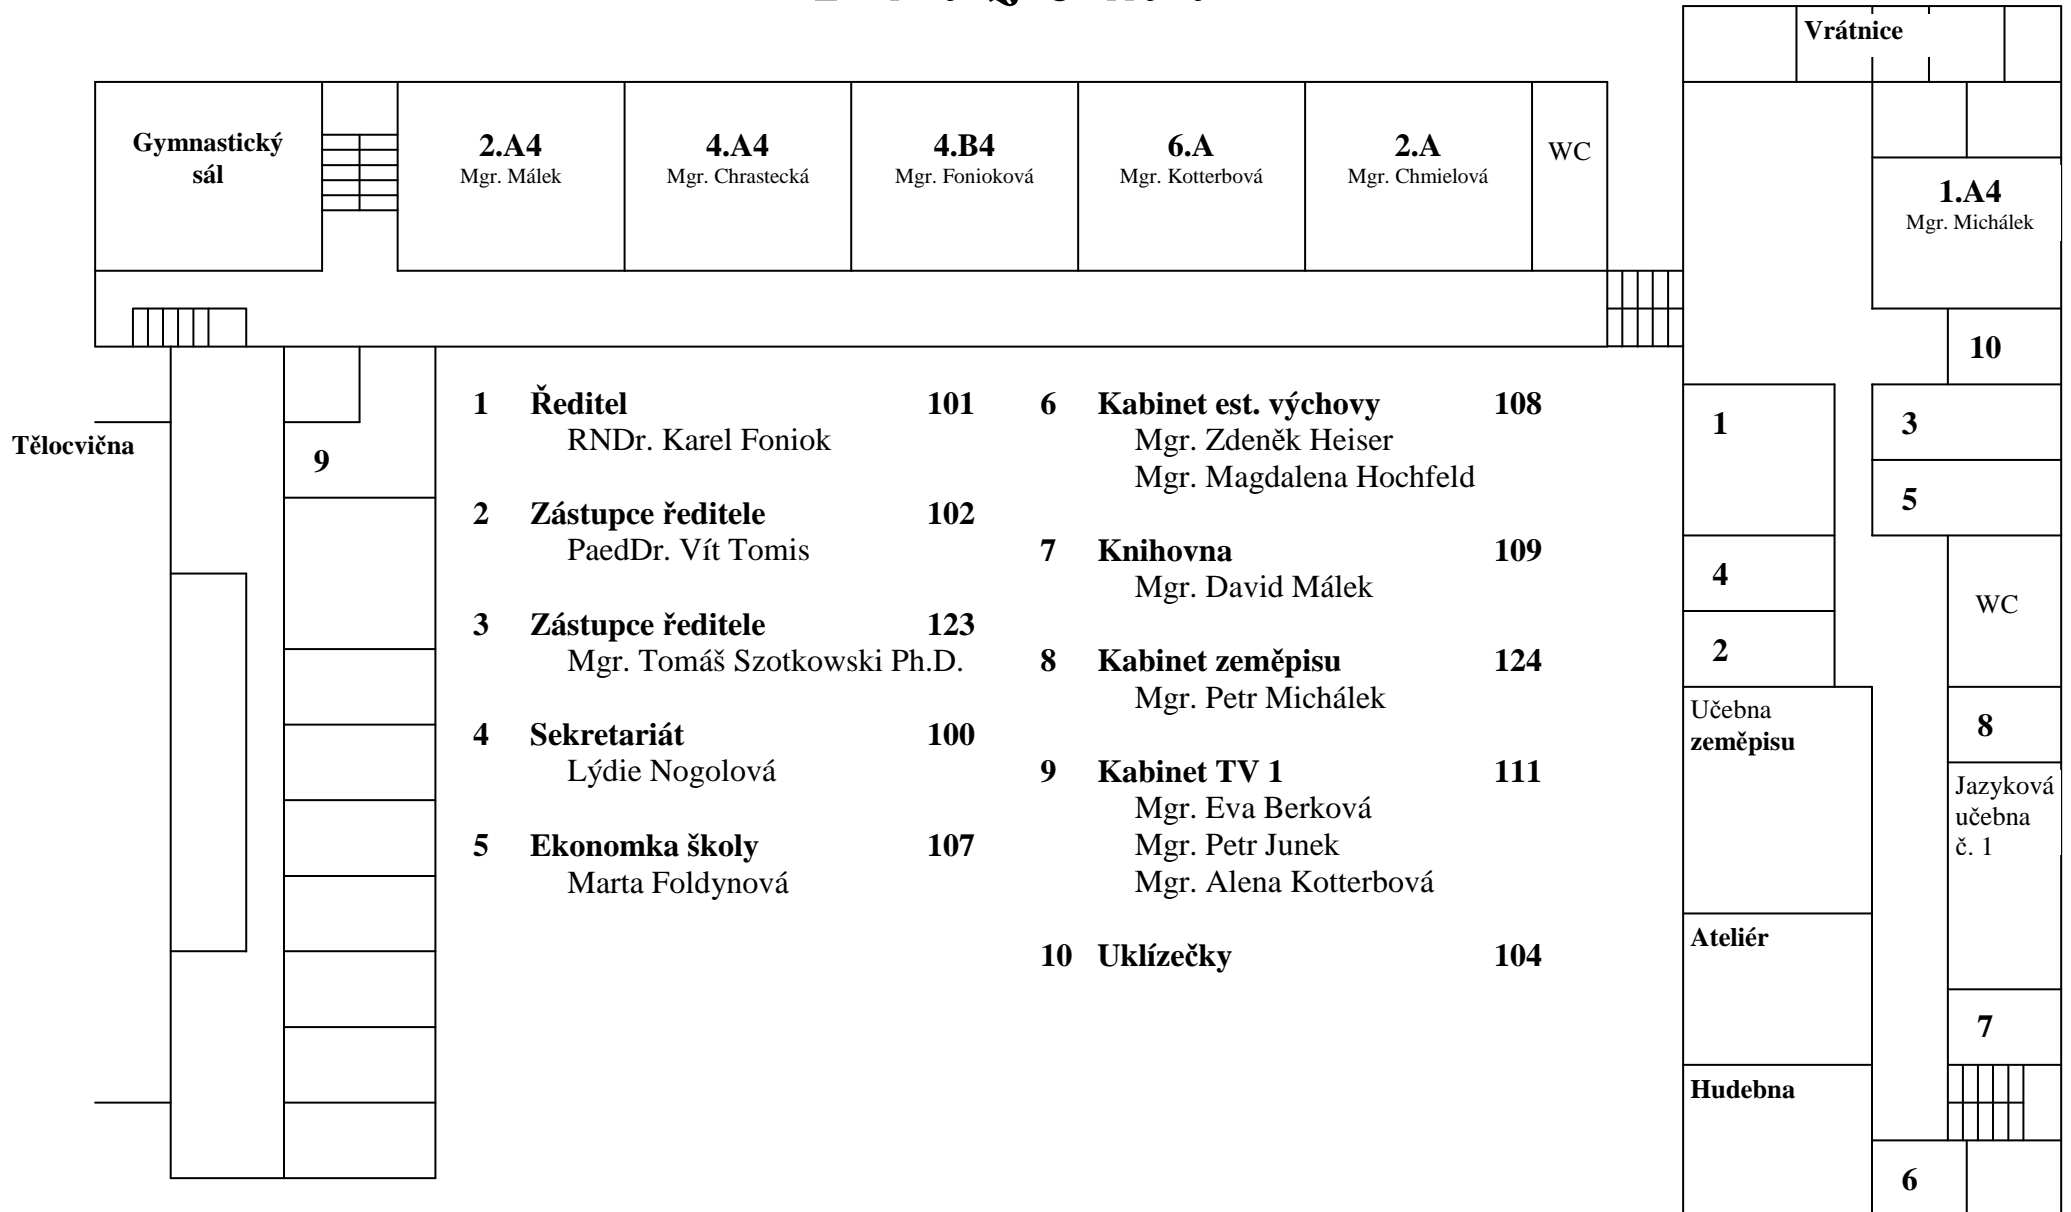 Vrátnice
Gymnastický
sál
2.A4
Mgr. Málek
4.A4
Mgr. Chrastecká
4.B4
Mgr. Fonioková
6.A
Mgr. Kotterbová
2.A
Mgr. Chmielová
WC
1.A4
Mgr. Michálek
10
Tělocvična
9
1 Ředitel 101
RNDr. Karel Foniok
2 Zástupce ředitele 102
PaedDr. Vít Tomis
3 Zástupce ředitele 123
Mgr. Tomáš Szotkowski Ph.D.
4 Sekretariát 100
Lýdie Nogolová
5 Ekonomka školy 107
Marta Foldynová
6 Kabinet est. výchovy 108
Mgr. Zdeněk Heiser
Mgr. Magdalena Hochfeld
7 Knihovna 109
Mgr. David Málek
8 Kabinet zeměpisu 124
Mgr. Petr Michálek
9 Kabinet TV 1 111
Mgr. Eva Berková
Mgr. Petr Junek
Mgr. Alena Kotterbová
10 Uklízečky 104
1
3
5
4
WC
2
Učebna
zeměpisu
8
Jazyková
učebna
č. 1
Ateliér
7
Hudebna
6